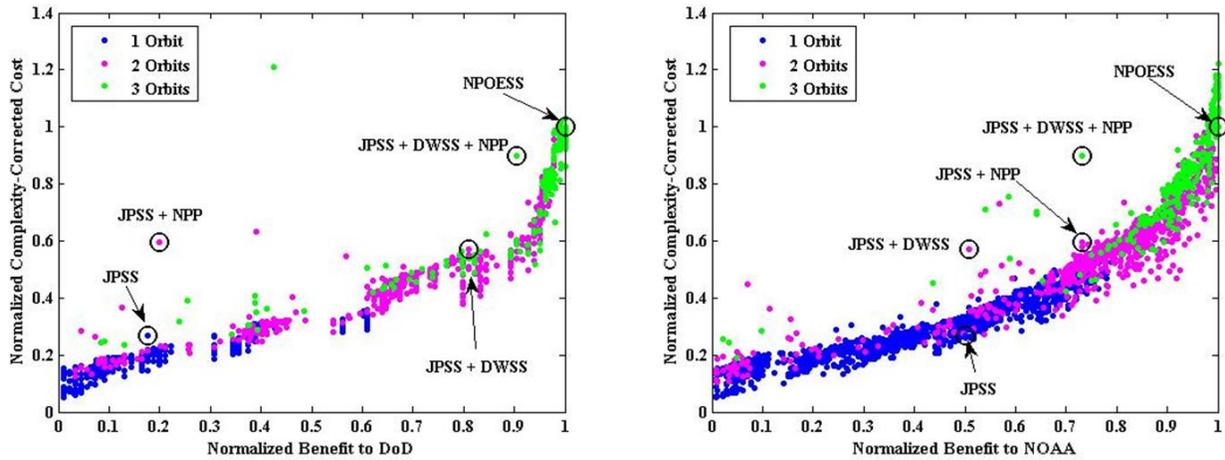 1.4
1.2
1
0.8
0.6
0.4
0.2
0
Normalized Complexity-Corrected Cost
1 Orbit
2 Orbits
3 Orbits
NPOESS
JPSS + DWSS + NPP
JPSS + NPP
JPSS
JPSS + DWSS
0 0.1 0.2 0.3 0.4 0.5 0.6 0.7 0.8 0.9 1
Normalized Benefit to DoD
1.4
1.2
1
0.8
0.6
0.4
0.2
0
Normalized Complexity-Corrected Cost
1 Orbit
2 Orbits
3 Orbits
NPOESS
JPSS + DWSS + NPP
JPSS + NPP
JPSS + DWSS
JPSS
0 0.1 0.2 0.3 0.4 0.5 0.6 0.7 0.8 0.9 1
Normalized Benefit to NOAA